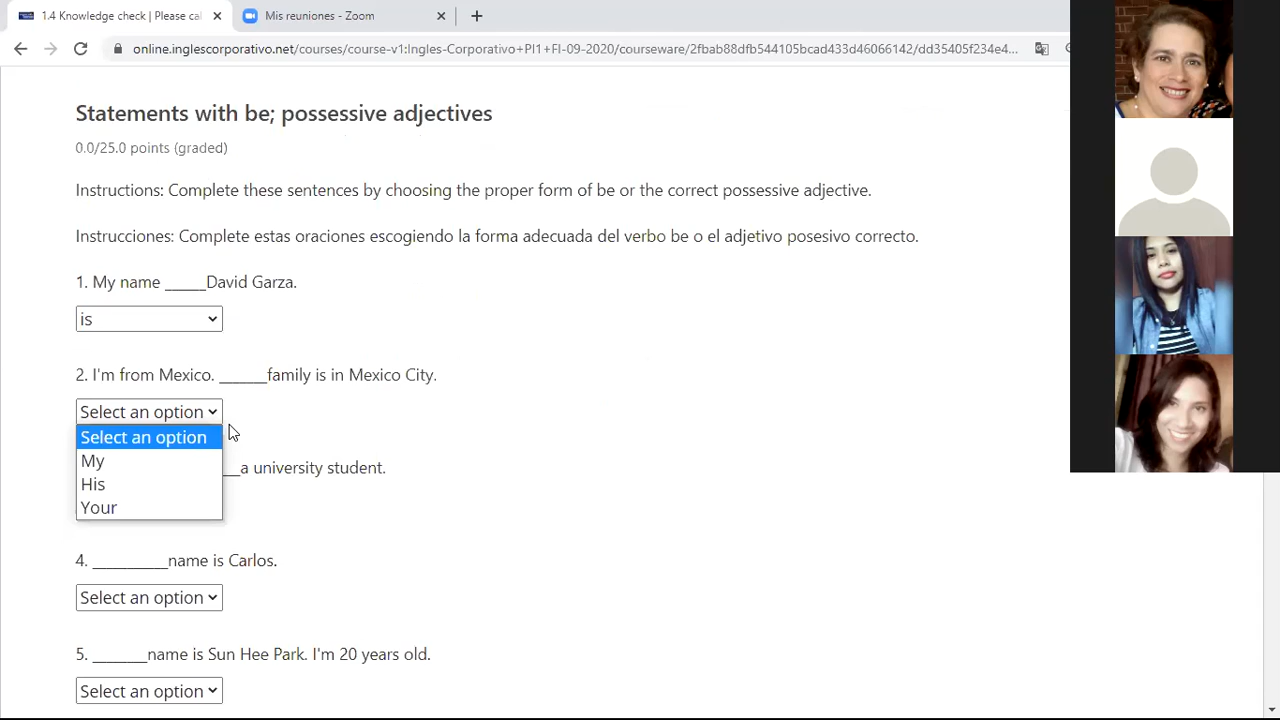 1.4 Knowledge check | Please cal
Mis reuniones - Zoom
online.inglescorporativo.net/courses/course-v1:Ingles-Corporativo+PI1+FI-09-2020/courseware/2fbab88dfb544105bcad433d46066142/dd35405f234e4...
Statements with be; possessive adjectives
0.0/25.0 points (graded)
Instructions: Complete these sentences by choosing the proper form of be or the correct possessive adjective.
Instrucciones: Complete estas oraciones escogiendo la forma adecuada del verbo be o el adjetivo posesivo correcto.
1. My name ______David Garza.
is
2. I'm from Mexico. _______family is in Mexico City.
Select an option
Select an option
My
His
Your
__a university student.
4. ___________name is Carlos.
Select an option
5. ________name is Sun Hee Park. I'm 20 years old.
Select an option